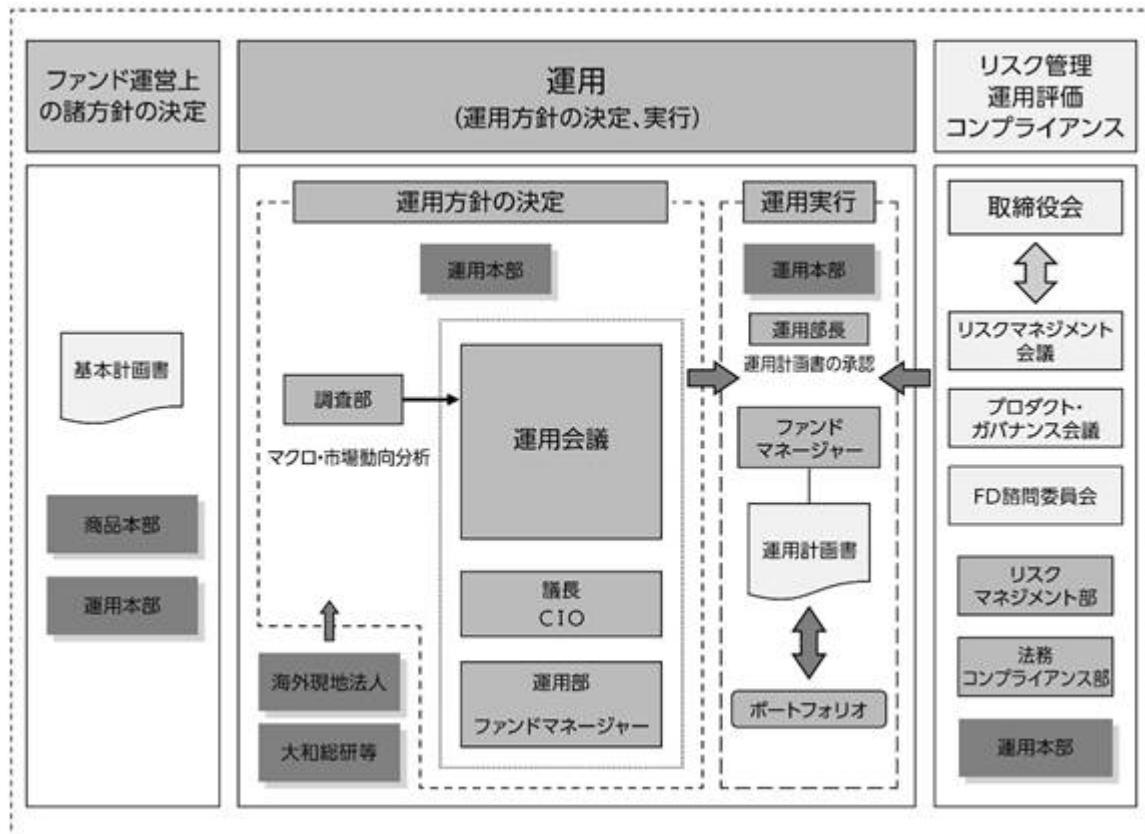 ファンド運営上
の諸方針の決定
基本計画書
商品本部
運用本部
運用
(運用方針の決定、実行)
運用方針の決定
運用本部
調査部
マクロ・市場動向分析
運用会議
議長
CIO
運用部
ファンドマネージャー
海外現地法人
大和総研等
運用実行
運用本部
運用部長
運用計画書の承認
ファンド
マネージャー
運用計画書
ポートフォリオ
リスク管理
運用評価
コンプライアンス
取締役会
リスクマネジメント
会議
プロダクト・
ガバナンス会議
FD諮問委員会
リスク
マネジメント部
法務
コンプライアンス部
運用本部